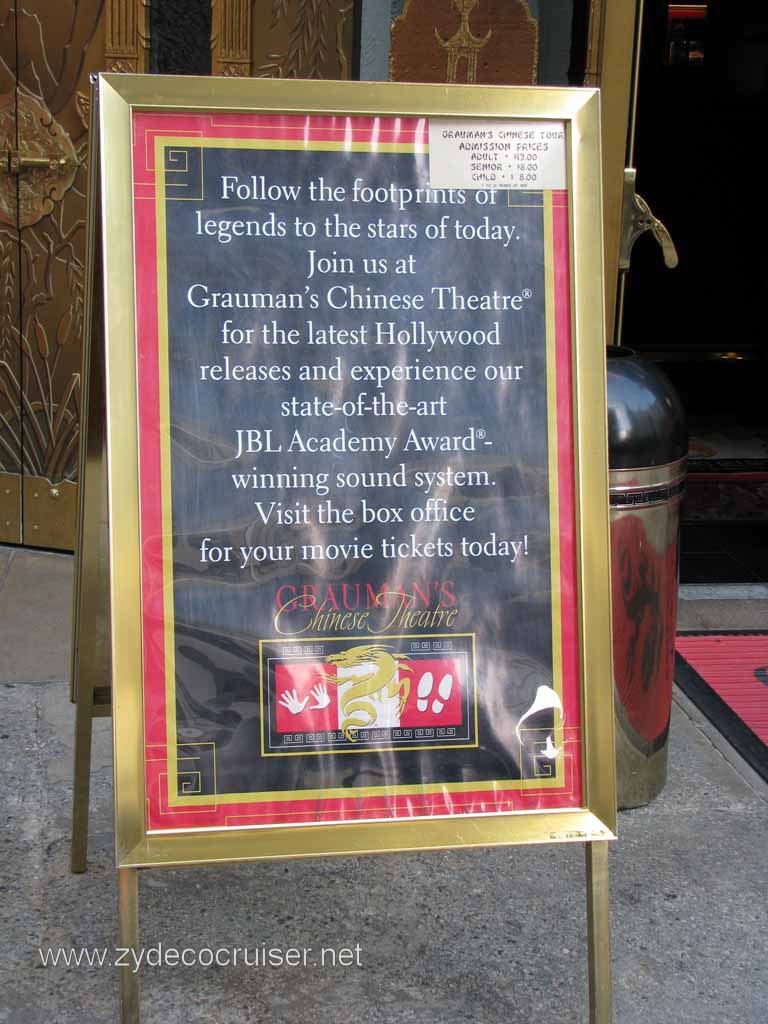 GRAUMAN'S CHINESE TOUR
ADMISSION PRICES
ADULT
SENIOR
CHILD
Follow the footprints of
legends to the stars of today.
Join us at
Grauman's Chinese Theatre®
for the latest Hollywood
releases and experience our
state-of-the-art
JBL Academy Award®-
winning sound system.
Visit the box office
for your movie tickets today!
GRAUMAN'S
Chinese Theatre
www.zydecocruiser.net